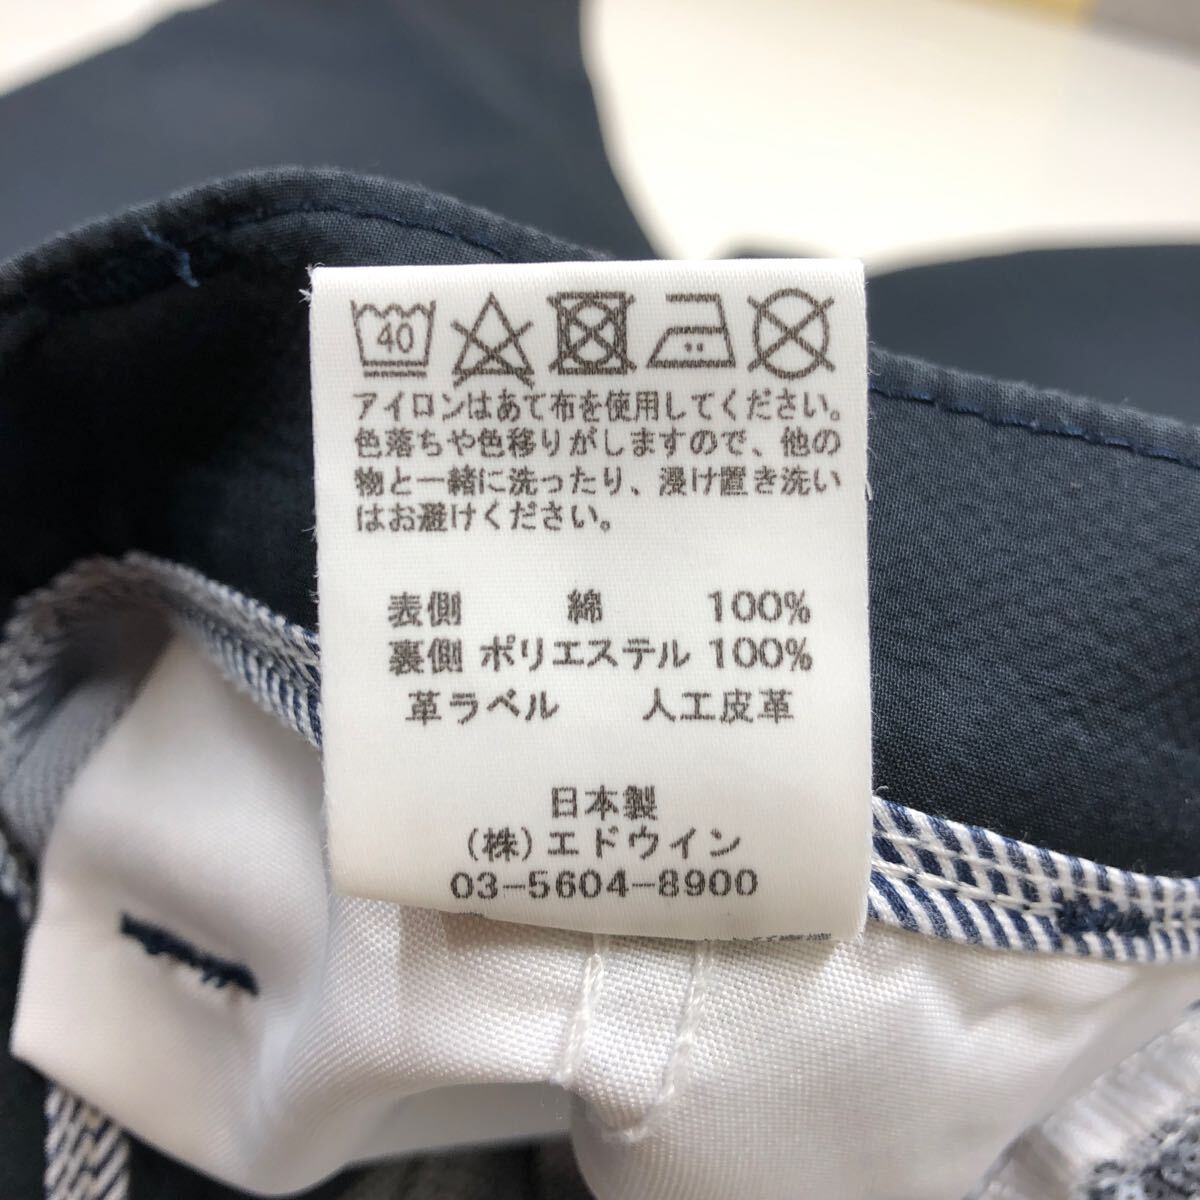 40
アイロンはあて布を使用してください。
色落ちや色移りがしますので、他の
物と一緒に洗ったり、浸け置き洗い
はお避けください。
表側 綿 100%
裏側 ポリエステル 100%
革ラベル 人工皮革
日本製
(株)エドウイン
03-5604-8900